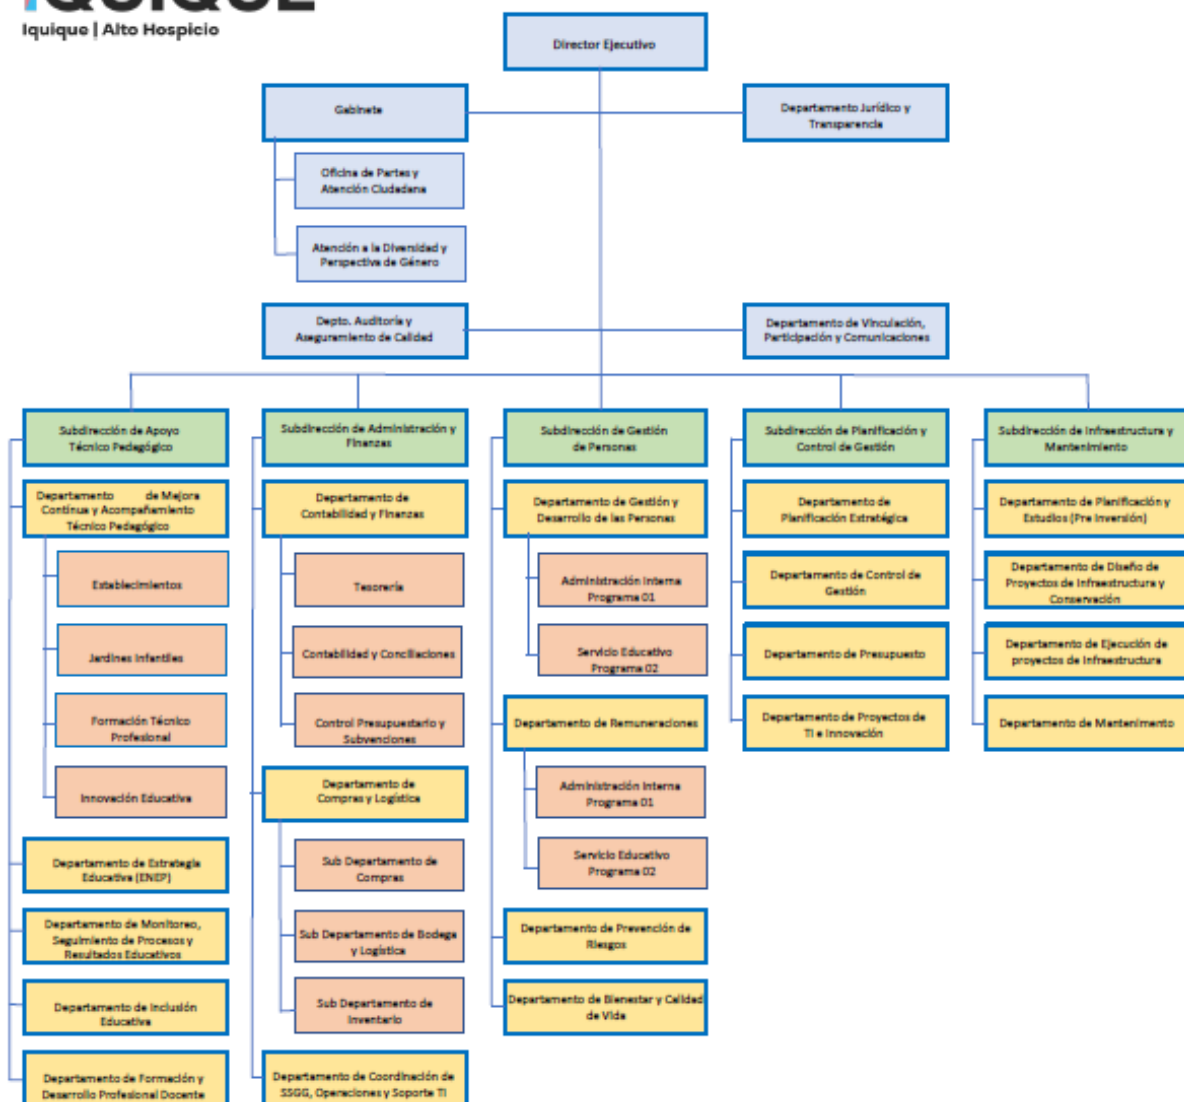 IQUIQUE
Iquique | Alto Hospicio
Director Ejecutivo
Gabinete
Departamento Jurídico y
Transparencia
Oficina de Partes y
Atención Ciudadana
Atención a la Diversidad y
Perspectiva de Género
Depto. Auditoría y
Aseguramiento de Calidad
Departamento de Vinculación,
Participación y Comunicaciones
Subdirección de Apoyo
Técnico Pedagógico
Departamento de Mejora
Continua y Acompañamiento
Técnico Pedagógico
Establecimientos
Jardines Infantiles
Formación Técnico
Profesional
Innovación Educativa
Departamento de Estrategia
Educativa (ENEP)
Departamento de Monitoreo,
Seguimiento de Procesos y
Resultados Educativos
Departamento de Inclusión
Educativa
Departamento de Formación y
Desarrollo Profesional Docente
Subdirección de Administración y
Finanzas
Departamento de
Contabilidad y Finanzas
Tesorería
Contabilidad y Conciliaciones
Control Presupuestario y
Subvenciones
Departamento de
Compras y Logística
Sub Departamento de
Compras
Sub Departamento de Bodega
y Logística
Sub Departamento de
Inventario
Departamento de Coordinación de
SSGG, Operaciones y Soporte TI
Subdirección de Gestión
de Personas
Departamento de Gestión y
Desarrollo de las Personas
Administración Interna
Programa 01
Servicio Educativo
Programa 02
Departamento de Remuneraciones
Administración Interna
Programa 01
Servicio Educativo
Programa 02
Departamento de Prevención de
Riesgos
Departamento de Bienestar y Calidad
de Vida
Subdirección de Planificación y
Control de Gestión
Departamento de
Planificación Estratégica
Departamento de Control de
Gestión
Departamento de Presupuesto
Departamento de Proyectos de
TI e Innovación
Subdirección de Infraestructura y
Mantenimiento
Departamento de Planificación y
Estudios (Pre Inversión)
Departamento de Diseño de
Proyectos de Infraestructura y
Conservación
Departamento de Ejecución de
proyectos de Infraestructura
Departamento de Mantenimento